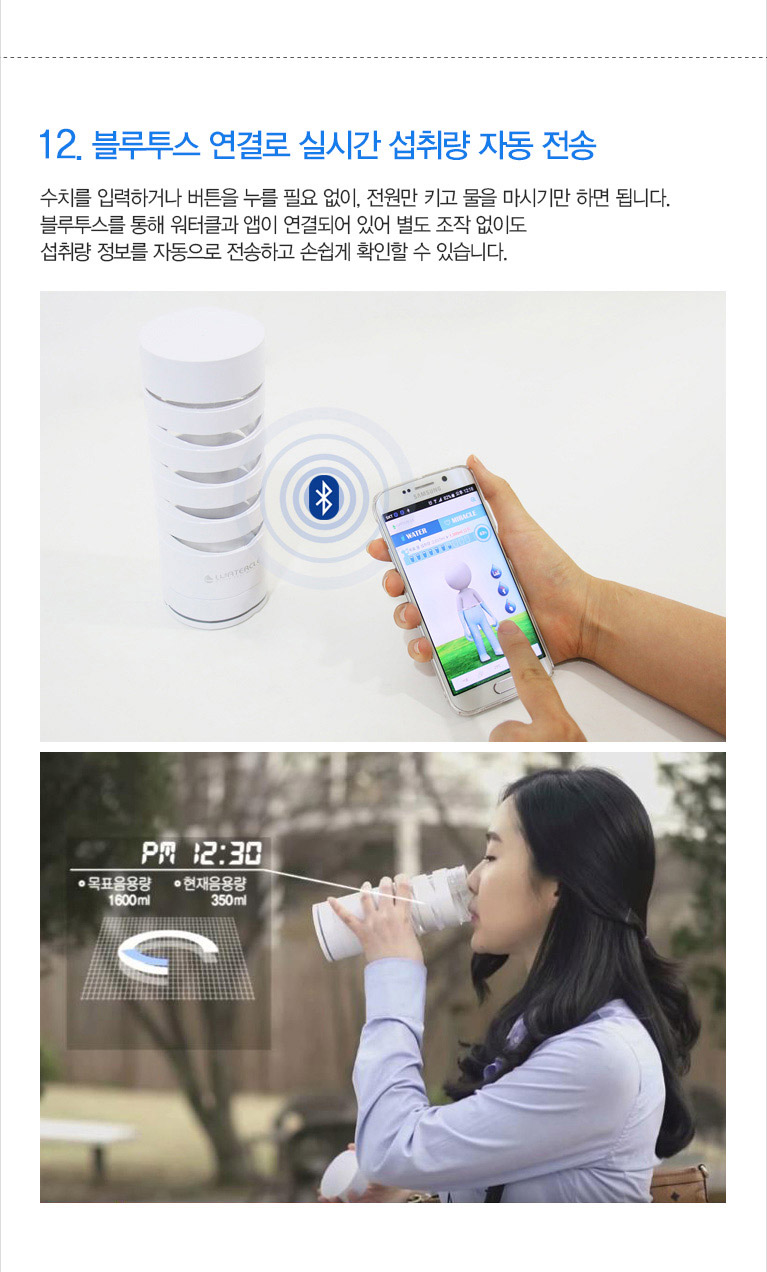 12. 블루투스 연결로 실시간 섭취량 자동 전송
수치를 입력하거나 버튼을 누를 필요 없이, 전원만 키고 물을 마시기만 하면 됩니다.
블루투스를 통해 워터클과 앱이 연결되어 있어 별도 조작 없이도
섭취량 정보를 자동으로 전송하고 손쉽게 확인할 수 있습니다.
SAMSUNG
WATER
MIRACLE
PM 12:30
목표음용량 현재음용량
1600ml 350ml